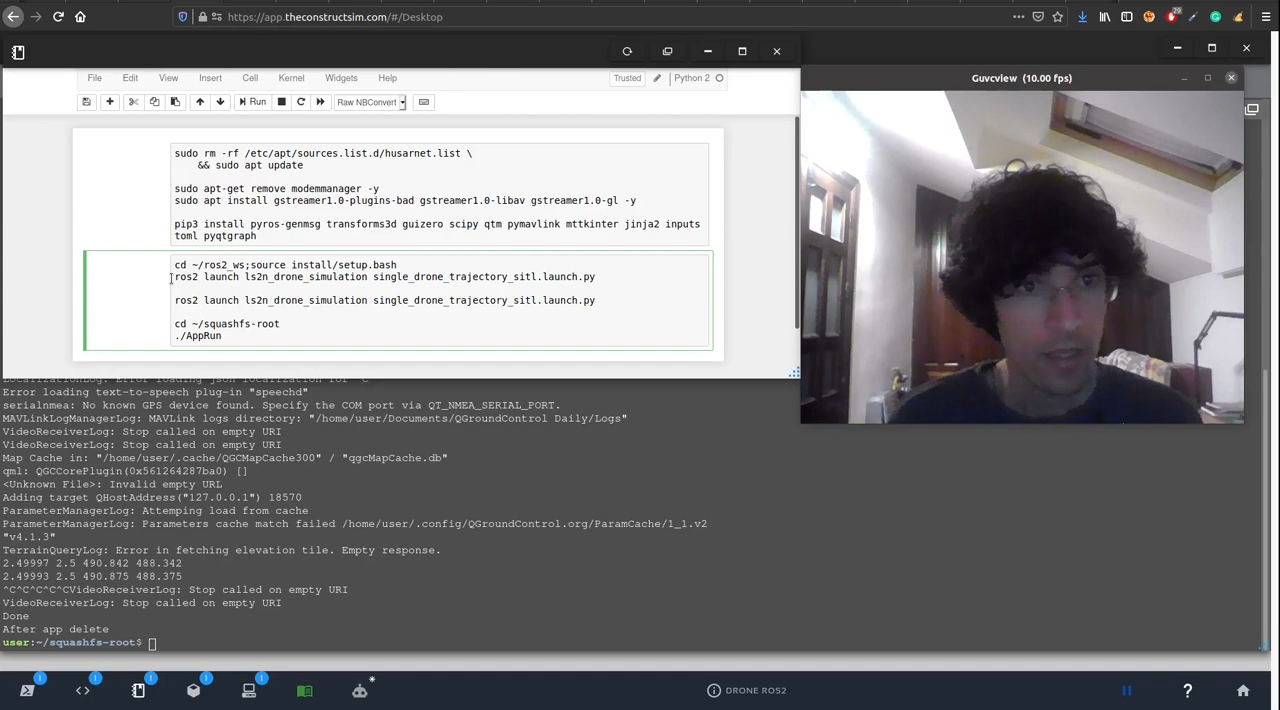 https://app.theconstructsim.com/#/Desktop
29
File Edit View Insert Cell Kernel Widgets Help
Trusted
Python 2
Run
Raw NBConvert
Guvcview (10.00 fps)
sudo rm -rf /etc/apt/sources.list.d/husarnet.list \
&& sudo apt update
sudo apt-get remove modemmanager -y
sudo apt install gstreamer1.0-plugins-bad gstreamer1.0-libav gstreamer1.0-gl -y
pip3 install pyros-genmsg transforms3d guizero scipy qtm pymavlink mttkinter jinja2 inputs
toml pyqtgraph
cd ~/ros2_ws;source install/setup.bash
ros2 launch ls2n_drone_simulation single_drone_trajectory_sitl.launch.py
ros2 launch ls2n_drone_simulation single_drone_trajectory_sitl.launch.py
cd ~/squashfs-root
./AppRun
LocalizationLog: Error loading json localization for "C"
Error loading text-to-speech plug-in "speechd"
serialnmea: No known GPS device found. Specify the COM port via QT_NMEA_SERIAL_PORT.
MAVLinkLogManagerLog: MAVLink logs directory: "/home/user/Documents/QGroundControl Daily/Logs"
VideoReceiverLog: Stop called on empty URI
VideoReceiverLog: Stop called on empty URI
Map Cache in: "/home/user/.cache/QGCMapCache300" / "qgcMapCache.db"
qml: QGCCorePlugin(0x561264287ba0) []
<Unknown File>: Invalid empty URL
Adding target QHostAddress("127.0.0.1") 18570
ParameterManagerLog: Attemping load from cache
ParameterManagerLog: Parameters cache match failed /home/user/.config/QGroundControl.org/ParamCache/1_1.v2
"v4.1.3"
TerrainQueryLog: Error in fetching elevation tile. Empty response.
2.49997 2.5 490.842 488.342
2.49993 2.5 490.875 488.375
^C^C^C^C^CVideoReceiverLog: Stop called on empty URI
VideoReceiverLog: Stop called on empty URI
Done
After app delete
user:~/squashfs-root$
DRONE ROS2